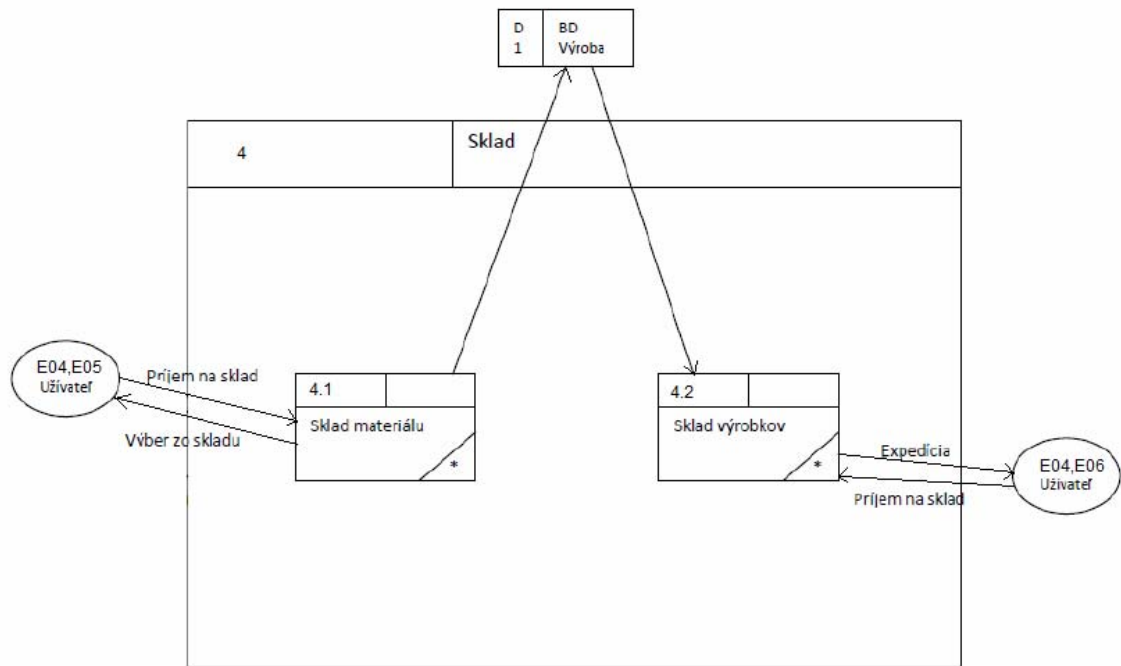 D BD
1 Výroba
4 Sklad
E04,E05
Užívateľ
Príjem na sklad
Výber zo skladu
4.1
Sklad materiálu
*
4.2
Sklad výrobkov
*
Expedícia
Príjem na sklad
E04,E06
Uživateľ